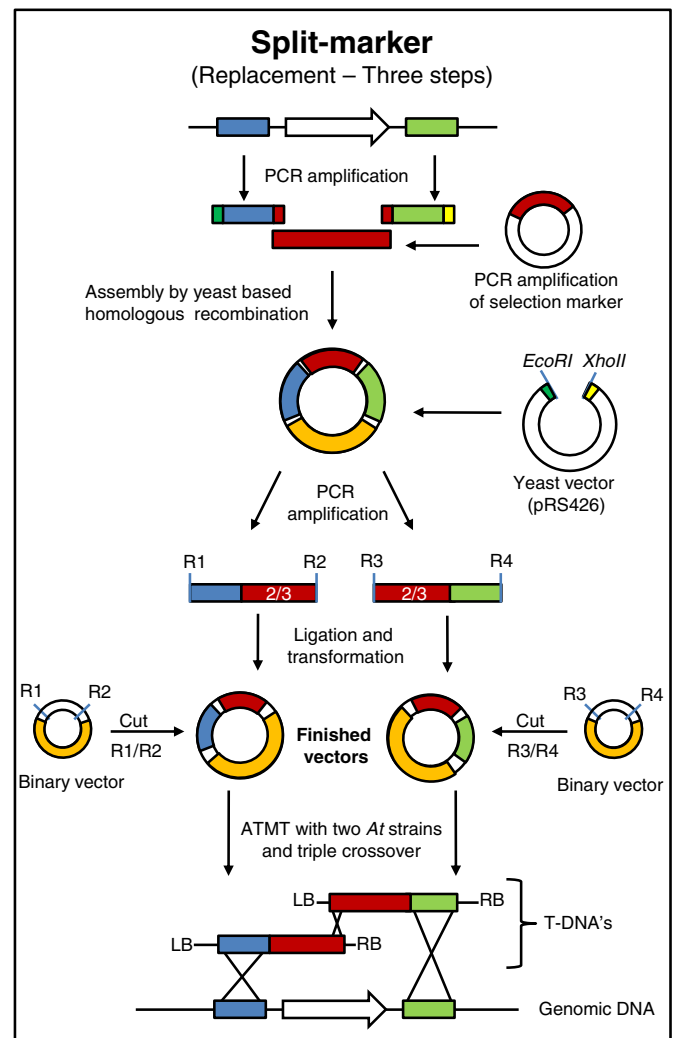 Split-marker
(Replacement – Three steps)
PCR amplification
PCR amplification
of selection marker
Assembly by yeast based
homologous recombination
EcoRI XhoII
Yeast vector
(pRS426)
PCR
amplification
R1 R2 R3 R4
2/3 2/3
Ligation and
transformation
R1 R2 R3 R4
Cut Finished Cut
R1/R2 vectors R3/R4
Binary vector Binary vector
ATMT with two At strains
and triple crossover
LB RB
T-DNA's
LB RB
Genomic DNA